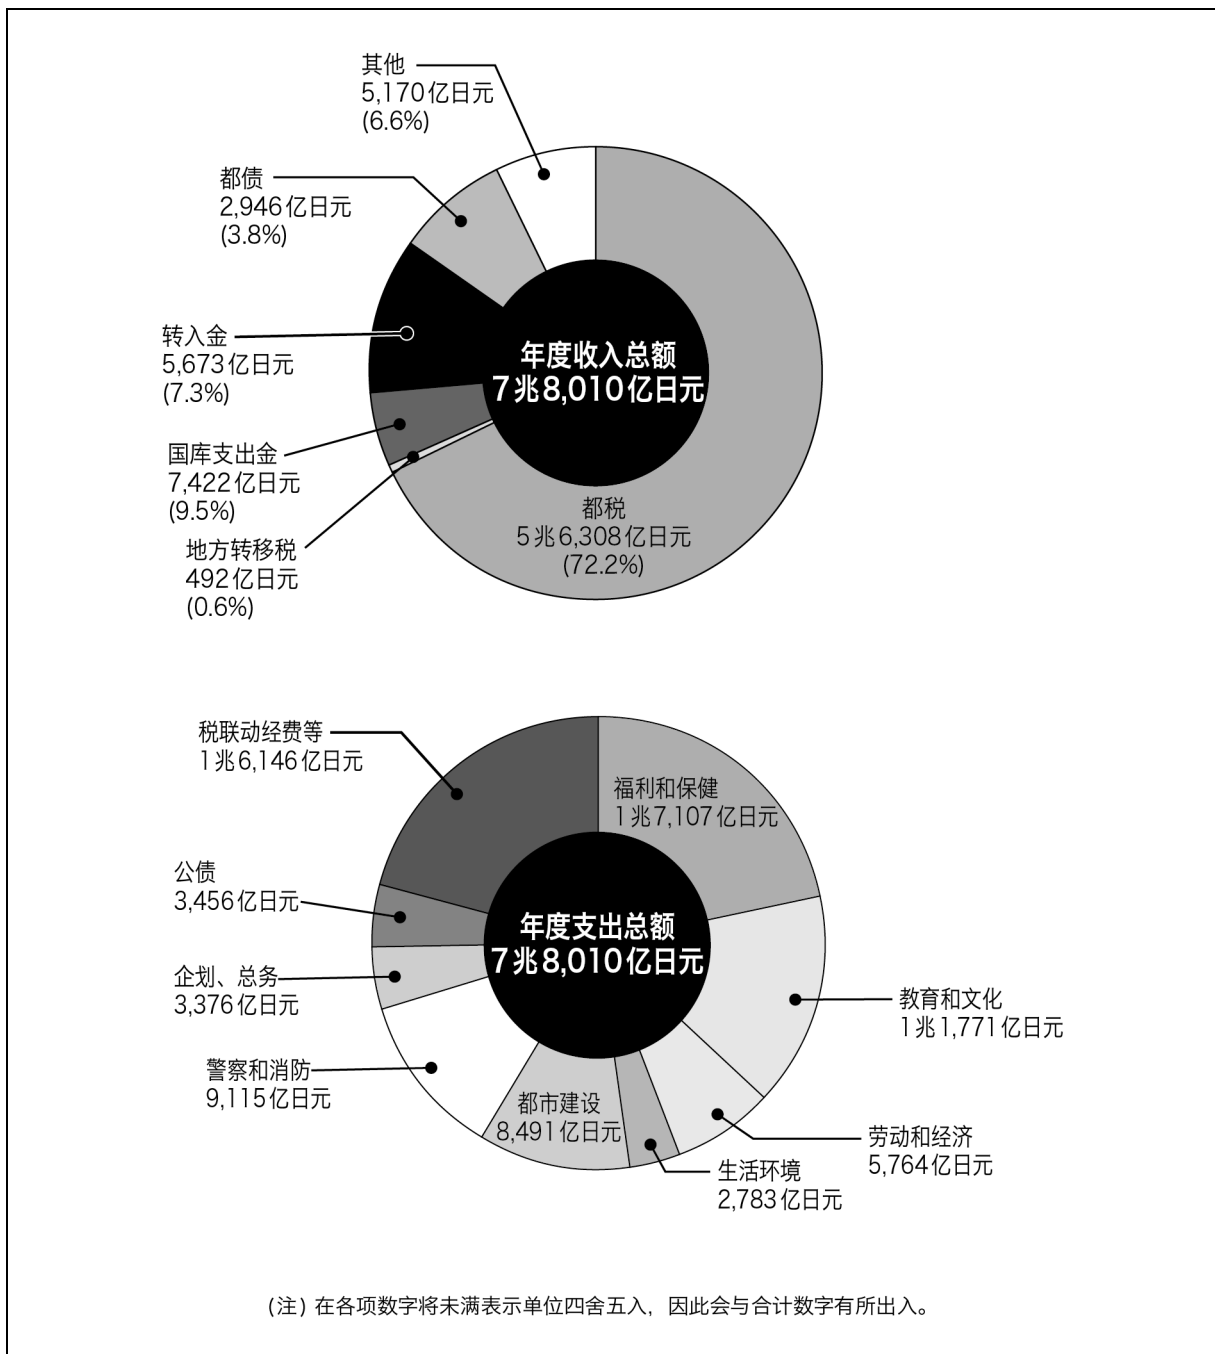 其他
5,170亿日元
(6.6%)
都债
2,946亿日元
(3.8%)
转入金
5,673亿日元
(7.3%)
国库支出金
7,422亿日元
(9.5%)
地方转移税
492亿日元
(0.6%)
年度收入总额
7兆8,010亿日元
都税
5兆6,308亿日元
(72.2%)
税联动经费等
1兆6,146亿日元
福利和保健
1兆7,107亿日元
公债
3,456亿日元
年度支出总额
7兆8,010亿日元
企划、总务
3,376亿日元
教育和文化
1兆1,771亿日元
警察和消防
9,115亿日元
都市建设
8,491亿日元
劳动和经济
5,764亿日元
生活环境
2,783亿日元
(注) 在各项数字将未满表示单位四舍五入，因此会与合计数字有所出入。